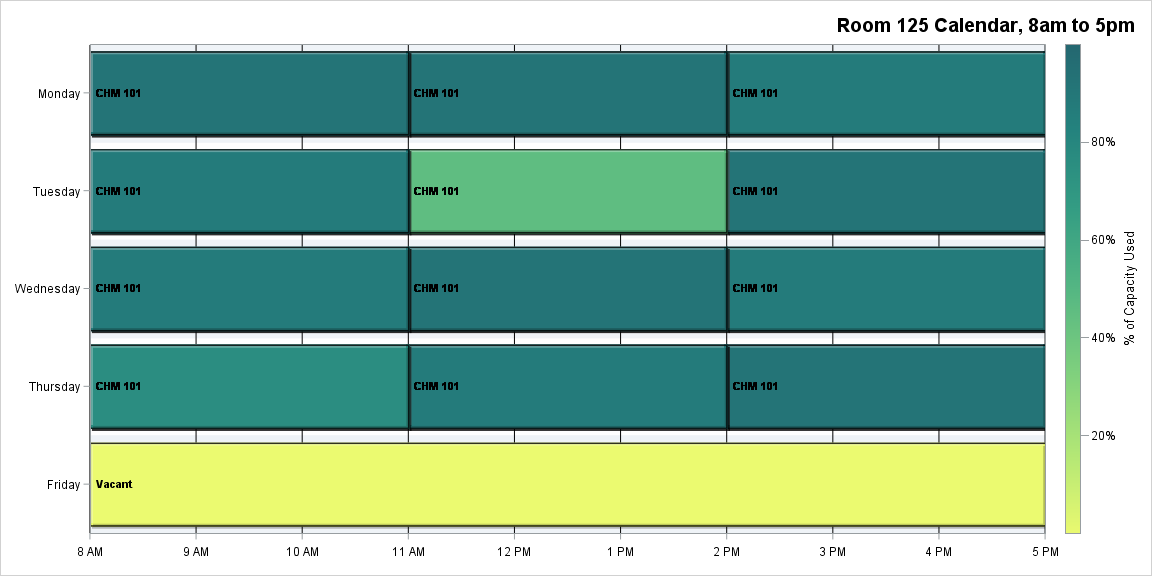 Room 125 Calendar, 8am to 5pm
Monday
CHM 101
CHM 101
CHM 101
Tuesday
CHM 101
CHM 101
CHM 101
Wednesday
CHM 101
CHM 101
CHM 101
Thursday
CHM 101
CHM 101
CHM 101
Friday
Vacant
8 AM
9 AM
10 AM
11 AM
12 PM
1 PM
2 PM
3 PM
4 PM
5 PM
80%
60%
40%
20%
% of Capacity Used